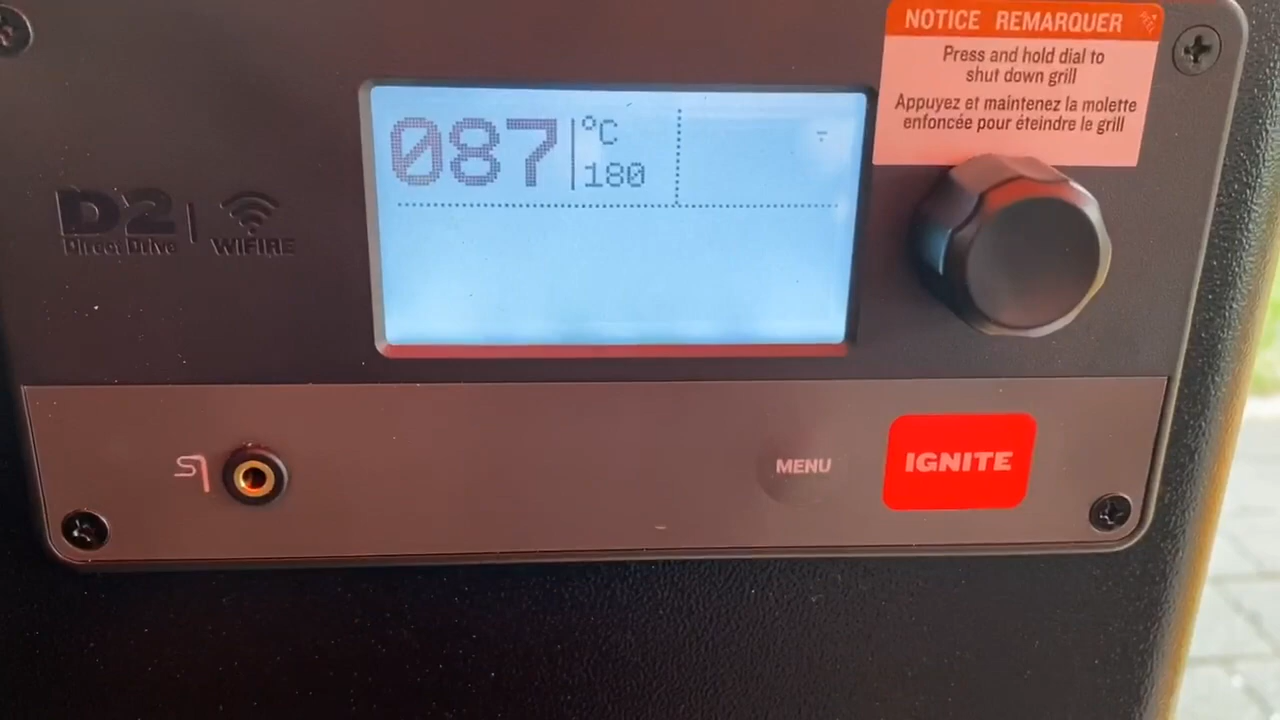 NOTICE REMARQUER
Press and hold dial to
shut down grill
Appuyez et maintenez la molette
enfoncée pour éteindre le grill
087 °C
180
D2 WIFIRE
Direct Drive
MENU
IGNITE